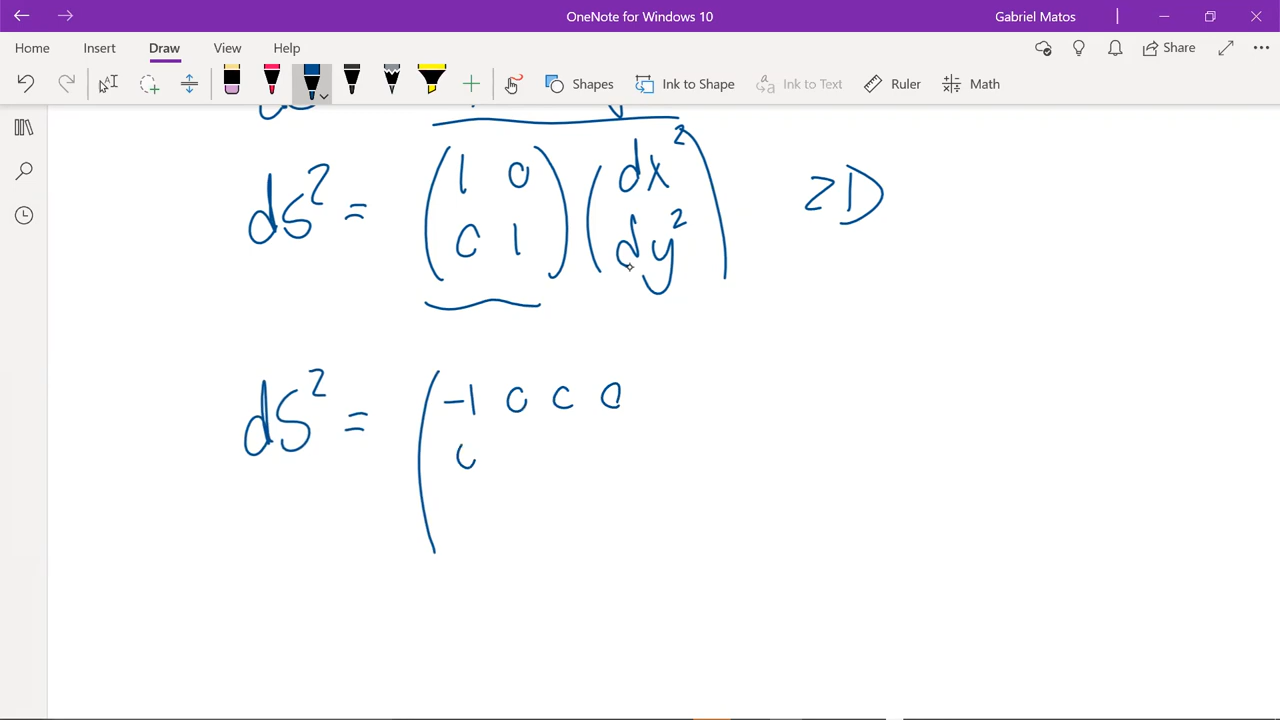 OneNote for Windows 10
Gabriel Matos
Home Insert Draw View Help
Share
Shapes Ink to Shape Ink to Text Ruler Math
ds² = (1 0) (dx²) 2D
(0 1) (dy²)
ds² = (-1 0 0 0
0